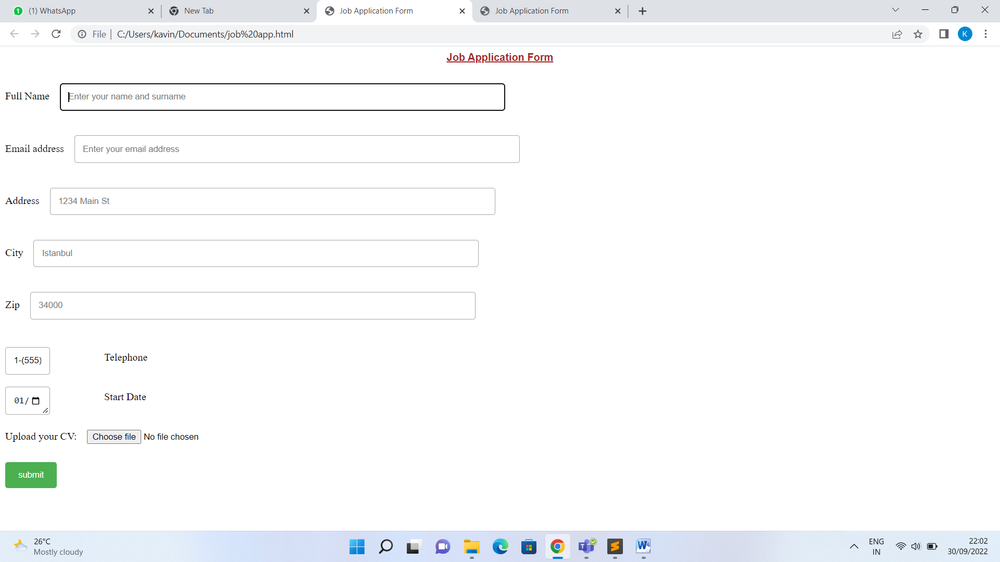 (1) WhatsApp
New Tab
Job Application Form
Job Application Form
File | C:/Users/kavin/Documents/job%20app.html
K
Job Application Form
Full Name Enter your name and surname
Email address Enter your email address
Address 1234 Main St
City Istanbul
Zip 34000
1-(555) Telephone
01/ Start Date
Upload your CV: Choose file No file chosen
submit
26°C
Mostly cloudy
ENG
IN
22:02
30/09/2022